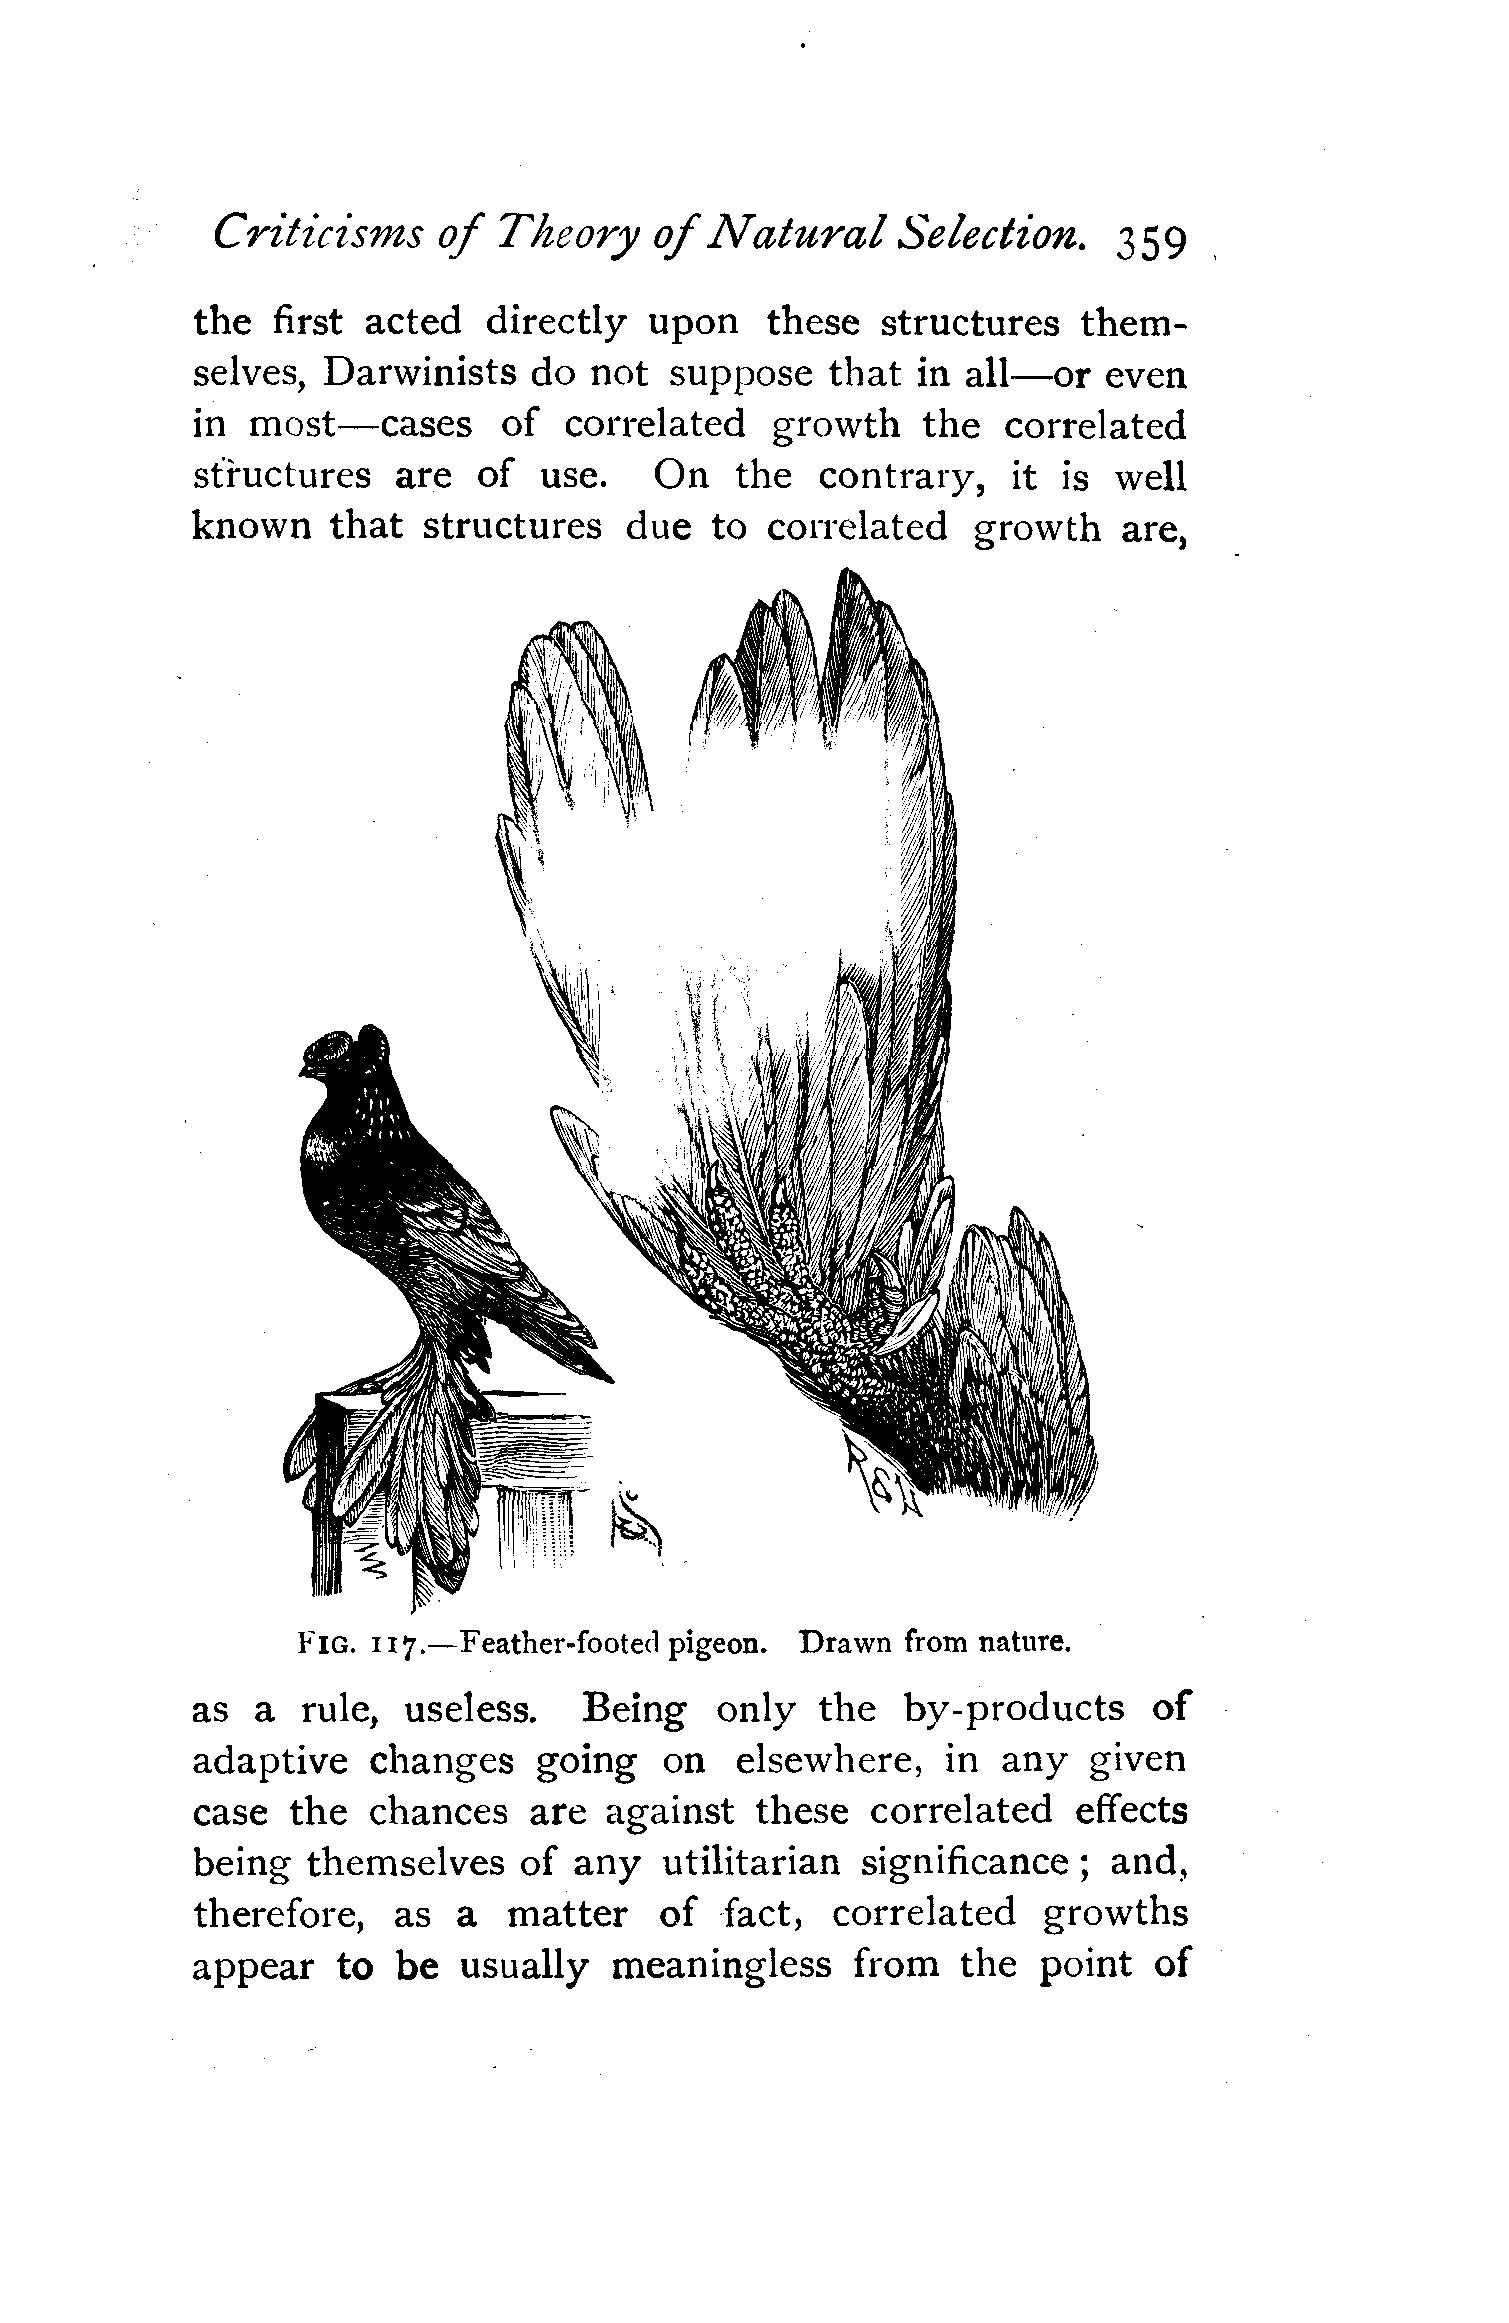 Criticisms of Theory of Natural Selection. 359
the first acted directly upon these structures them-
selves, Darwinists do not suppose that in all—or even
in most—cases of correlated growth the correlated
structures are of use. On the contrary, it is well
known that structures due to correlated growth are,
FIG. 117.—Feather-footed pigeon. Drawn from nature.
as a rule, useless. Being only the by-products of
adaptive changes going on elsewhere, in any given
case the chances are against these correlated effects
being themselves of any utilitarian significance ; and,
therefore, as a matter of fact, correlated growths
appear to be usually meaningless from the point of